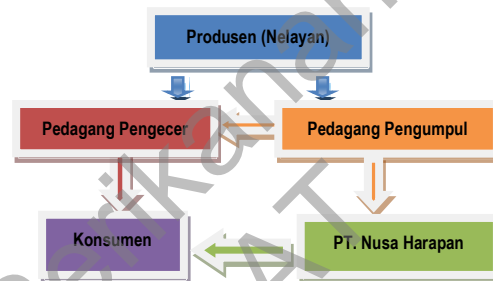 Produsen (Nelayan)
Pedagang Pengecer
Pedagang Pengumpul
Konsumen
PT. Nusa Harapan